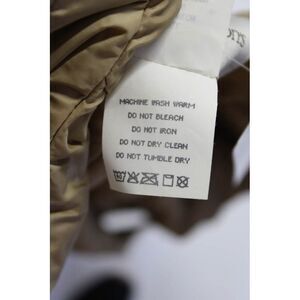 MACHINE WASH WARM
DO NOT BLEACH
DO NOT IRON
DO NOT DRY CLEAN
DO NOT TUMBLE DRY